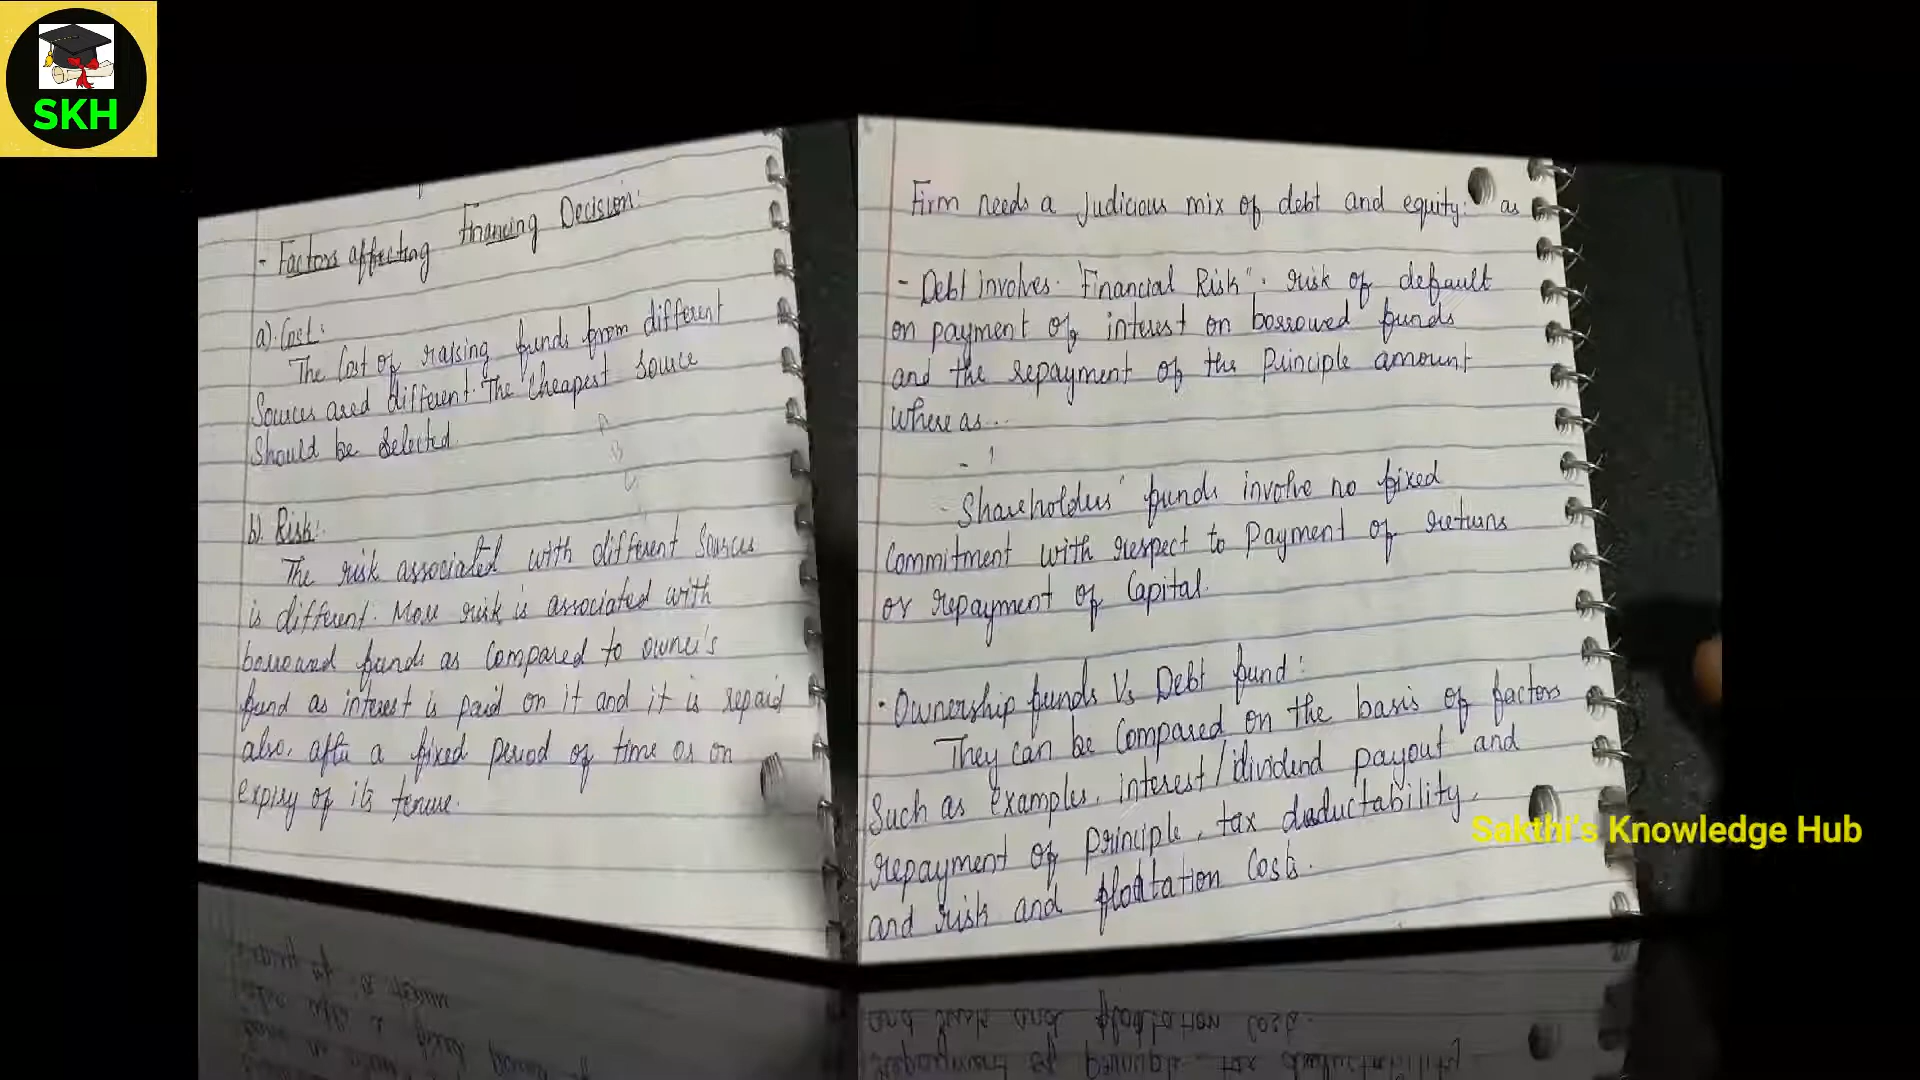 SKH
- Factors affecting Financing Decision:
a). Cost:
The Cost of raising funds from different
Sources ared different. The Cheapest source
Should be selected.
b). Risk:
The risk associated with different sources
is different. More risk is associated with
borrowed funds as compared to owner's
fund as interest is paid on it and it is repaid
also, after a fixed period of time or on
expiry of its tenure.
Firm needs a judicious mix of debt and equity: as
- Debt involves. "Financial Risk". risk of default
on payment of interest on borrowed funds
and the repayment of the principle amount
where as...
- Shareholders' funds involve no fixed
Commitment with respect to payment of returns
or repayment of Capital.
· Ownership funds Vs Debt fund:
They can be compared on the basis of factors
Such as examples, interest/dividend payout and
repayment of principle, tax deductability,
and risk and floatation costs.
Sakthi's Knowledge Hub